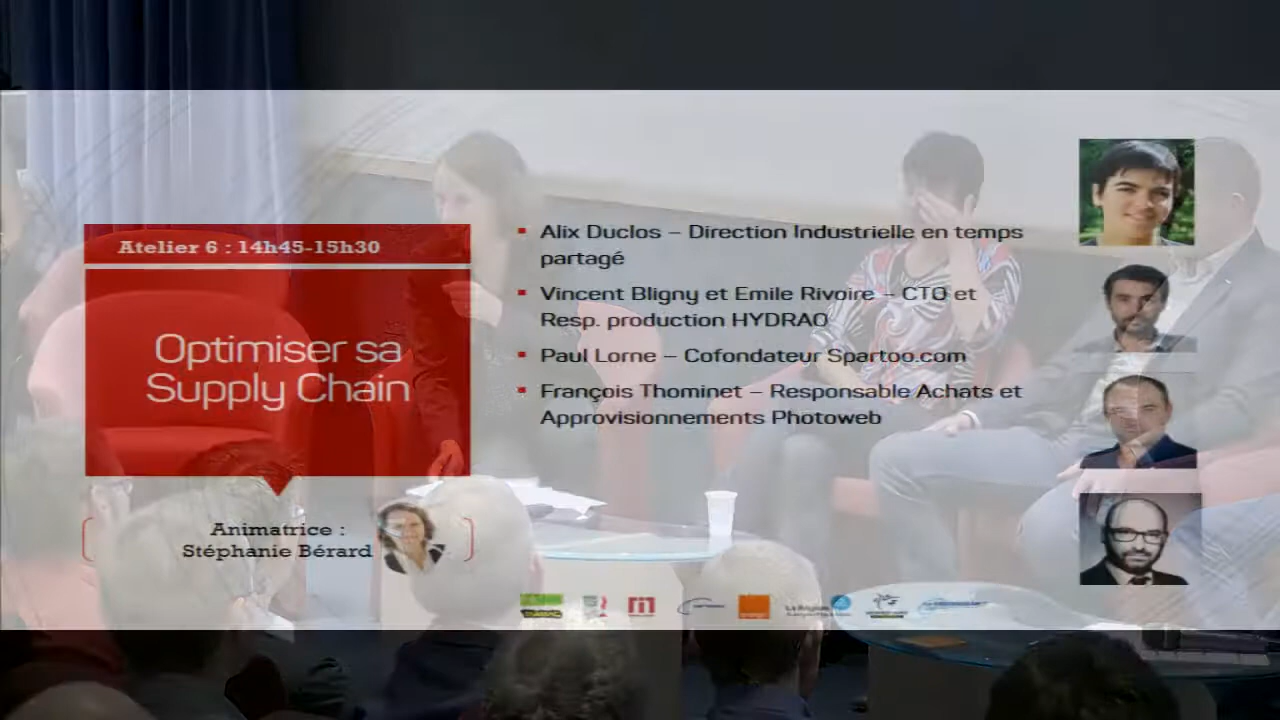 Atelier 6 : 14h45-15h30
Optimiser sa
Supply Chain
Animatrice :
Stéphanie Bérard
Alix Duclos – Direction Industrielle en temps
partagé
Vincent Bligny et Emile Rivoire – CTO et
Resp. production HYDRAO
Paul Lorne – Cofondateur Spartoo.com
François Thominet – Responsable Achats et
Approvisionnements Photoweb
La Région